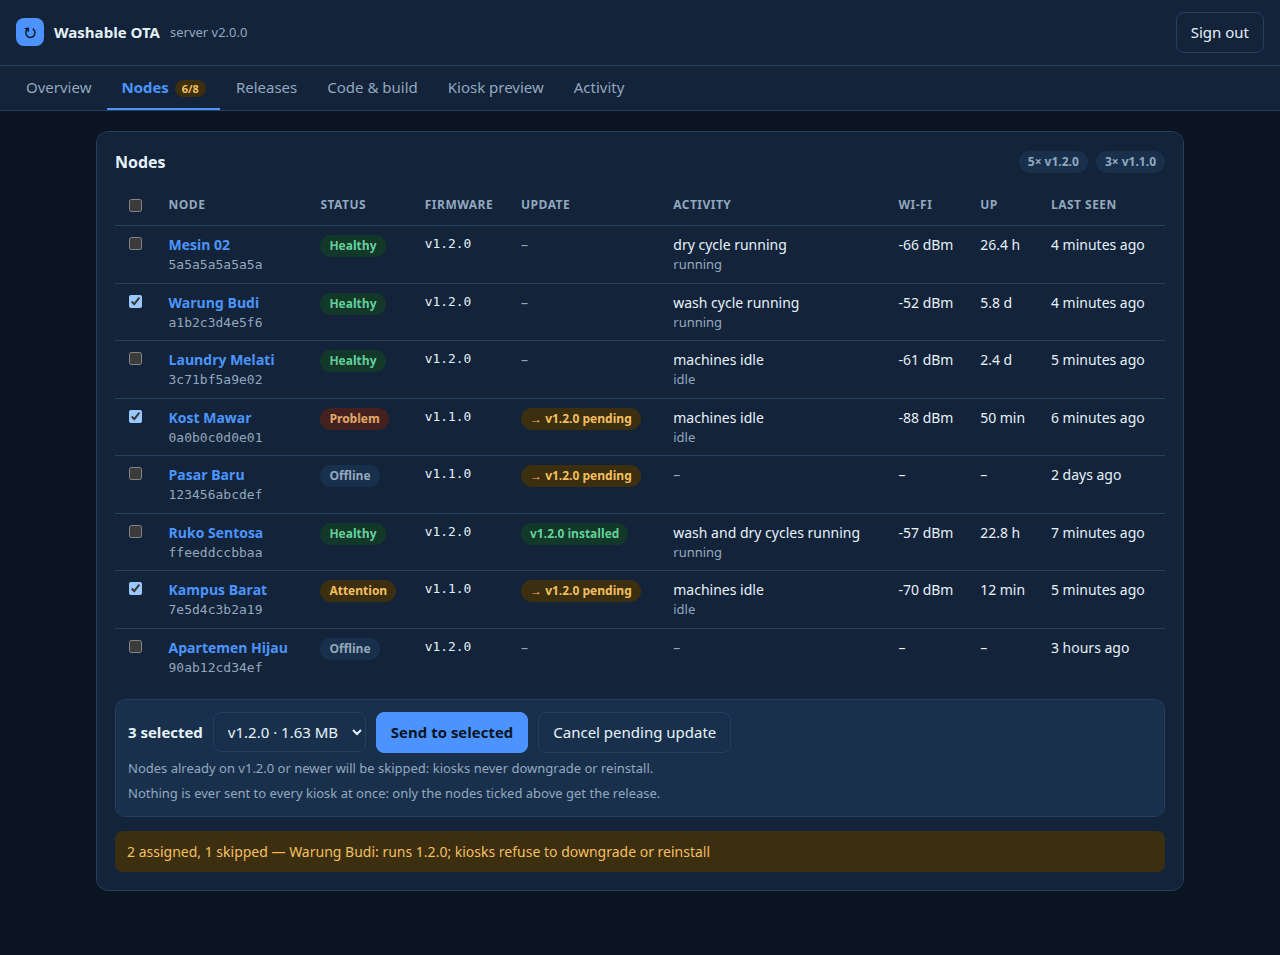 ↻ Washable OTA server v2.0.0 Sign out
Overview Nodes 6/8 Releases Code & build Kiosk preview Activity
Nodes 5× v1.2.0 3× v1.1.0
NODE STATUS FIRMWARE UPDATE ACTIVITY WI-FI UP LAST SEEN
Mesin 02 Healthy v1.2.0 – dry cycle running -66 dBm 26.4 h 4 minutes ago
5a5a5a5a5a5a running
Warung Budi Healthy v1.2.0 – wash cycle running -52 dBm 5.8 d 4 minutes ago
a1b2c3d4e5f6 running
Laundry Melati Healthy v1.2.0 – machines idle -61 dBm 2.4 d 5 minutes ago
3c71bf5a9e02 idle
Kost Mawar Problem v1.1.0 → v1.2.0 pending machines idle -88 dBm 50 min 6 minutes ago
0a0b0c0d0e01 idle
Pasar Baru Offline v1.1.0 → v1.2.0 pending – – – 2 days ago
123456abcdef
Ruko Sentosa Healthy v1.2.0 v1.2.0 installed wash and dry cycles running -57 dBm 22.8 h 7 minutes ago
ffeeddccbbaa running
Kampus Barat Attention v1.1.0 → v1.2.0 pending machines idle -70 dBm 12 min 5 minutes ago
7e5d4c3b2a19 idle
Apartemen Hijau Offline v1.2.0 – – – – 3 hours ago
90ab12cd34ef
3 selected v1.2.0 · 1.63 MB Send to selected Cancel pending update
Nodes already on v1.2.0 or newer will be skipped: kiosks never downgrade or reinstall.
Nothing is ever sent to every kiosk at once: only the nodes ticked above get the release.
2 assigned, 1 skipped — Warung Budi: runs 1.2.0; kiosks refuse to downgrade or reinstall